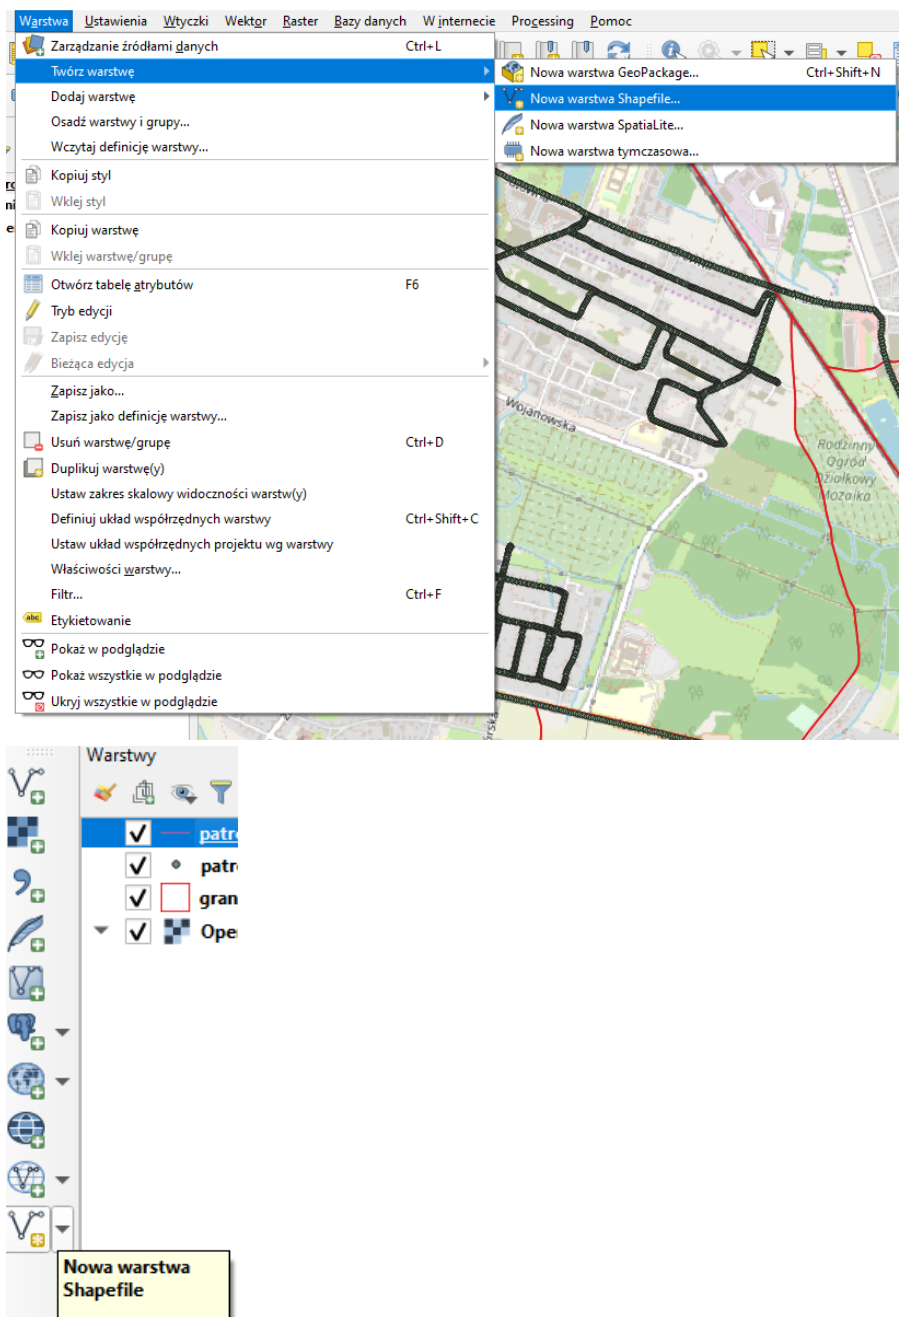 Warstwa Ustawienia Wtyczki Wektor Raster Bazy danych W internecie Processing Pomoc
Zarządzanie źródłami danych Ctrl+L
Twórz warstwę
Nowa warstwa GeoPackage... Ctrl+Shift+N
Dodaj warstwę
Nowa warstwa Shapefile...
Osadź warstwy i grupy...
Nowa warstwa SpatiaLite...
Wczytaj definicję warstwy...
Nowa warstwa tymczasowa...
Kopiuj styl
Wklej styl
Kopiuj warstwę
Wklej warstwę/grupę
Otwórz tabelę atrybutów F6
Tryb edycji
Zapisz edycję
Bieżąca edycja
Zapisz jako...
Zapisz jako definicję warstwy...
Usuń warstwę/grupę Ctrl+D
Duplikuj warstwę(y)
Ustaw zakres skalowy widoczności warstw(y)
Definiuj układ współrzędnych warstwy Ctrl+Shift+C
Ustaw układ współrzędnych projektu wg warstwy
Właściwości warstwy...
Filtr... Ctrl+F
abc Etykietowanie
Pokaż w podglądzie
Pokaż wszystkie w podglądzie
Ukryj wszystkie w podglądzie
Wojanowska
Rodzinny
Ogród
Działkowy
Mozaika
Warstwy
patr
patr
gran
Ope
Nowa warstwa
Shapefile